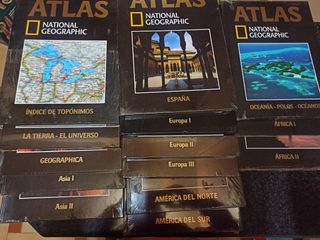 ATLAS
NATIONAL
GEOGRAPHIC
ÍNDICE DE TOPÓNIMOS
LA TIERRA - EL UNIVERSO
GEOGRAPHICA
Asia I
Asia II
ATLAS
NATIONAL
GEOGRAPHIC
ESPAÑA
Europa I
Europa II
Europa III
AMÉRICA DEL NORTE
AMÉRICA DEL SUR
ATLAS
NATIONAL
GEOGRAPHIC
OCEANÍA - POLOS - OCÉANOS
ÁFRICA I
ÁFRICA II